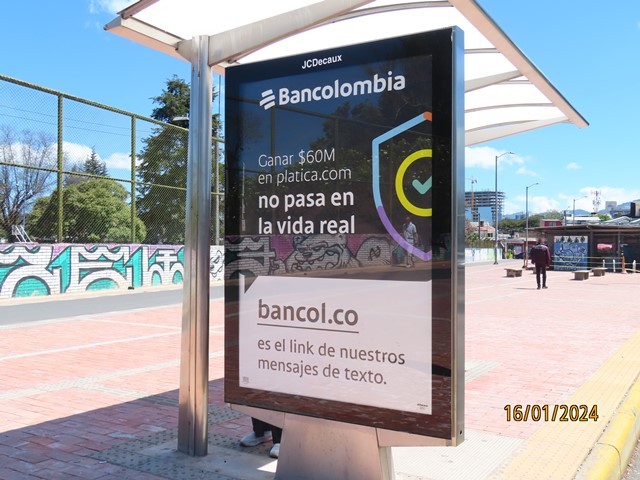 JCDecaux
Bancolombia
Ganar $60M
en platica.com
no pasa en
la vida real
bancol.co
es el link de nuestros
mensajes de texto.
16/01/2024